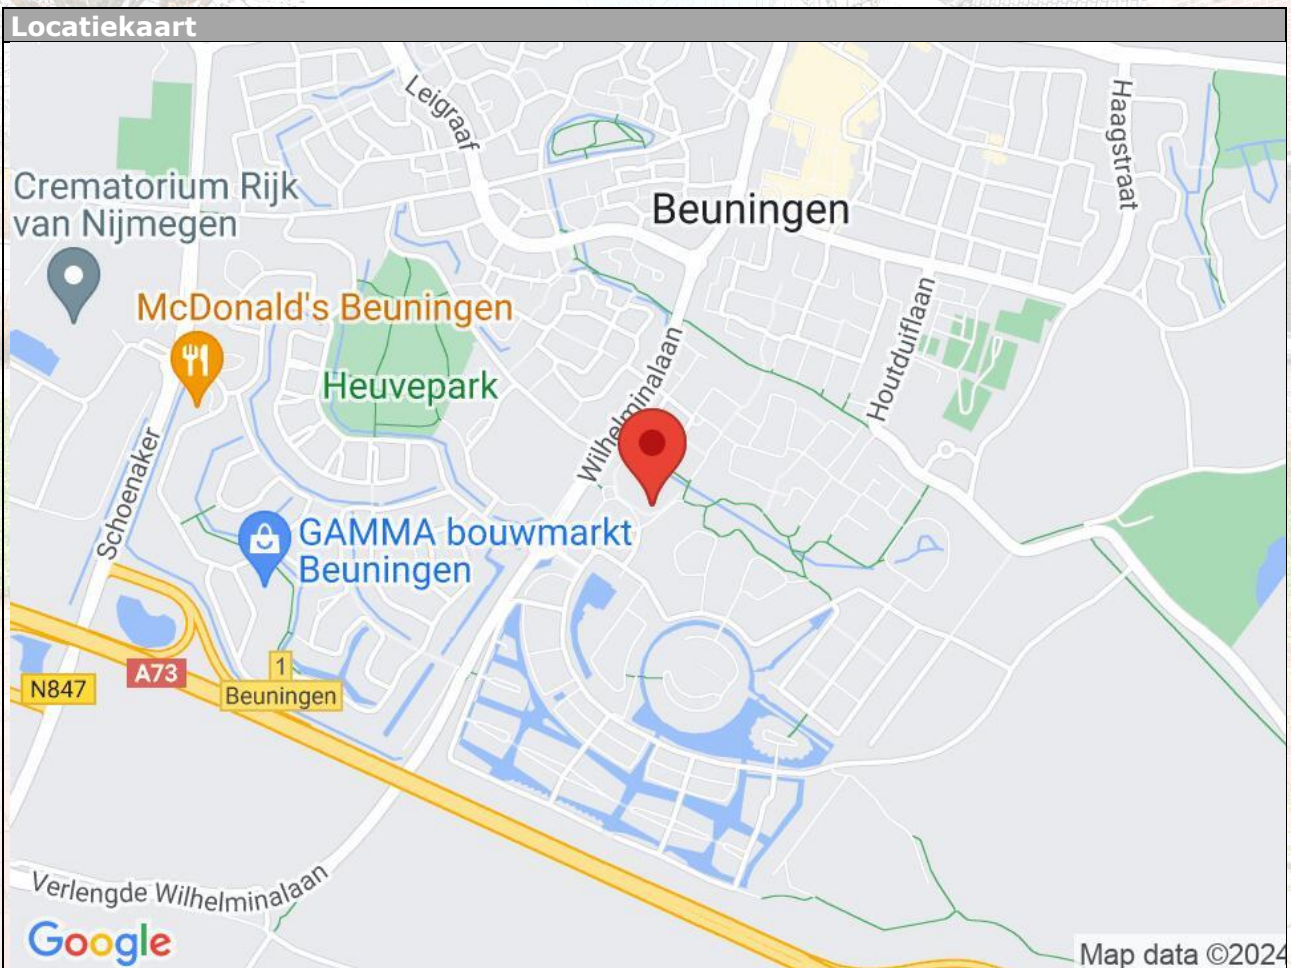 Locatiekaart
Leigraaf
Haagstraat
Crematorium Rijk
van Nijmegen
Beuningen
McDonald's Beuningen
Houtduiflaan
Heuvepark
Wilhelminalaan
Schoenaker
GAMMA bouwmarkt
Beuningen
A73
1
N847
Beuningen
Verlengde Wilhelminalaan
Google
Map data ©2024